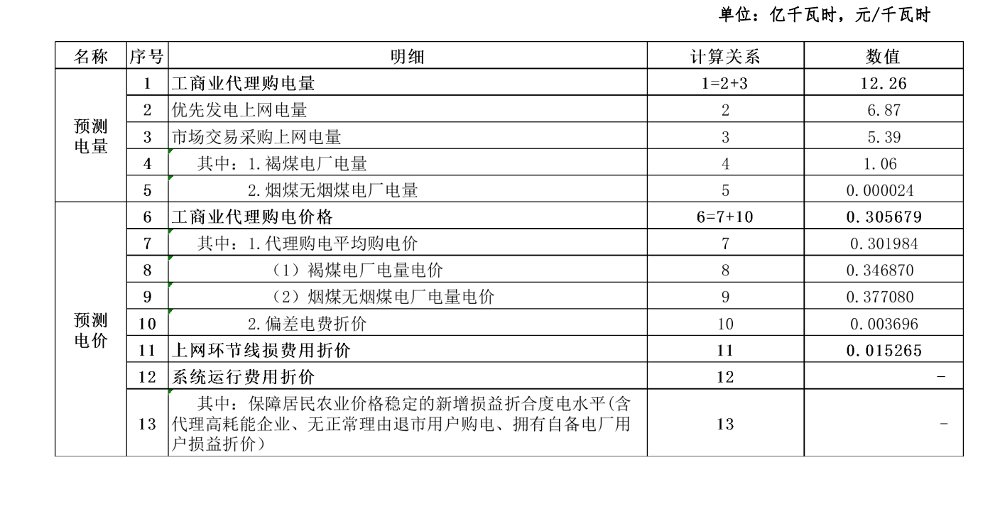 单位：亿千瓦时，元/千瓦时
名称 序号 明细 计算关系 数值
预测电量
1 工商业代理购电量 1=2+3 12.26
2 优先发电上网电量 2 6.87
3 市场交易采购上网电量 3 5.39
4 其中：1.褐煤电厂电量 4 1.06
5 2.烟煤无烟煤电厂电量 5 0.000024
预测电价
6 工商业代理购电价格 6=7+10 0.305679
7 其中：1.代理购电平均购电价 7 0.301984
8 （1）褐煤电厂电量电价 8 0.346870
9 （2）烟煤无烟煤电厂电量电价 9 0.377080
10 2.偏差电费折价 10 0.003696
11 上网环节线损费用折价 11 0.015265
12 系统运行费用折价 12 -
13 其中：保障居民农业价格稳定的新增损益折合度电水平(含
代理高耗能企业、无正常理由退市用户购电、拥有自备电厂用
户损益折价） 13 -